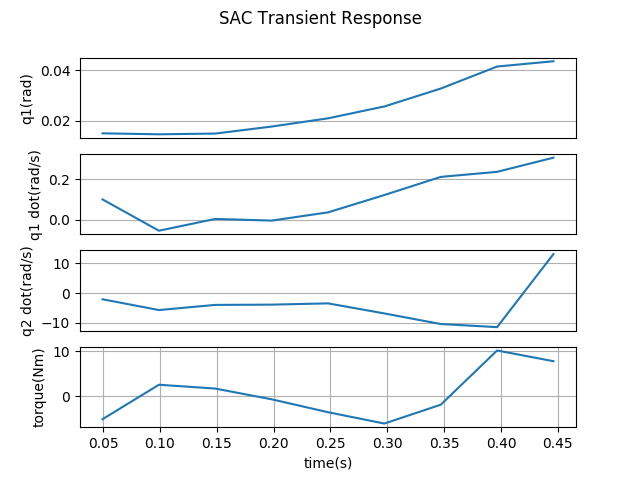 SAC Transient Response
q1(rad)
0.04
0.02
q1 dot(rad/s)
0.2
0.0
q2 dot(rad/s)
10
0
−10
torque(Nm)
10
0
0.05 0.10 0.15 0.20 0.25 0.30 0.35 0.40 0.45
time(s)